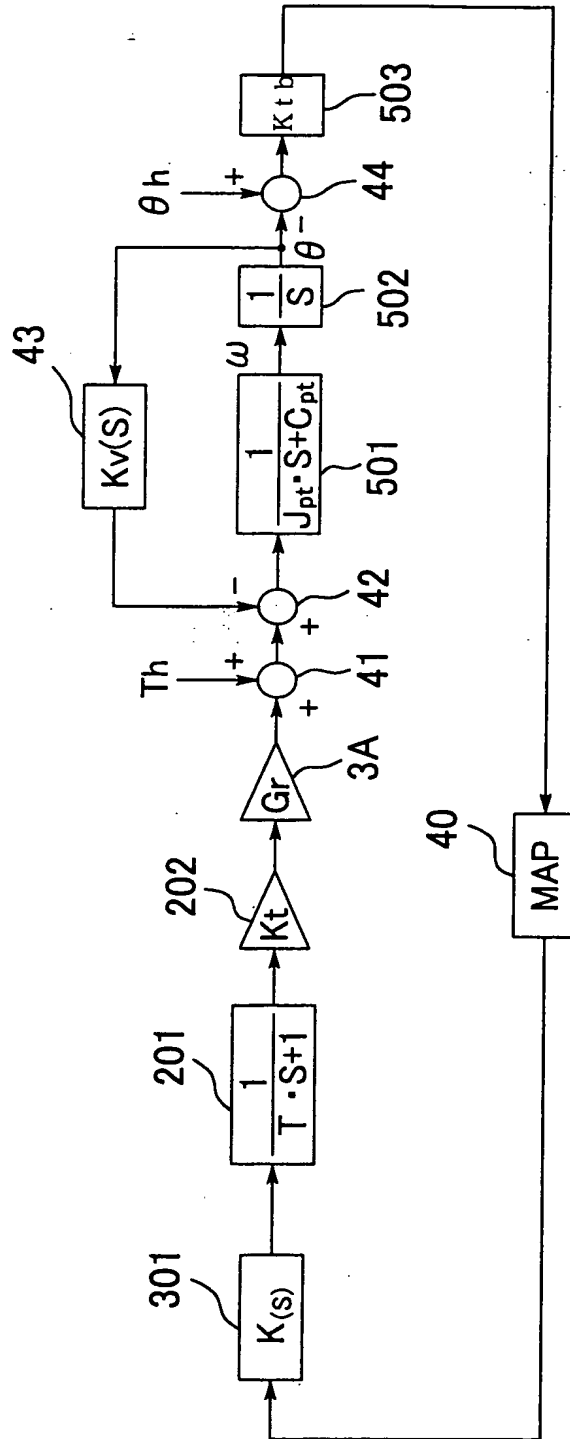 301
K(s)
201
1
T・S+1
202
Kt
Gr
3A
Th
+
+
41
-
+
42
43
Kv(S)
1
Jpt・S+Cpt
501
ω
1
S
502
θ
-
θh
+
44
Ktb
503
40
MAP